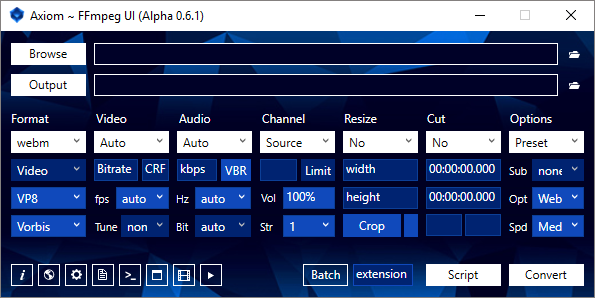 Axiom ~ FFmpeg UI (Alpha 0.6.1)
Browse
Output
Format Video Audio Channel Resize Cut Options
webm Auto Auto Source No No Preset
Video Bitrate CRF kbps VBR Limit width 00:00:00.000 Sub none
VP8 fps auto Hz auto Vol 100% height 00:00:00.000 Opt Web
Vorbis Tune non Bit auto Str 1 Crop Spd Med
i >_ Batch extension Script Convert